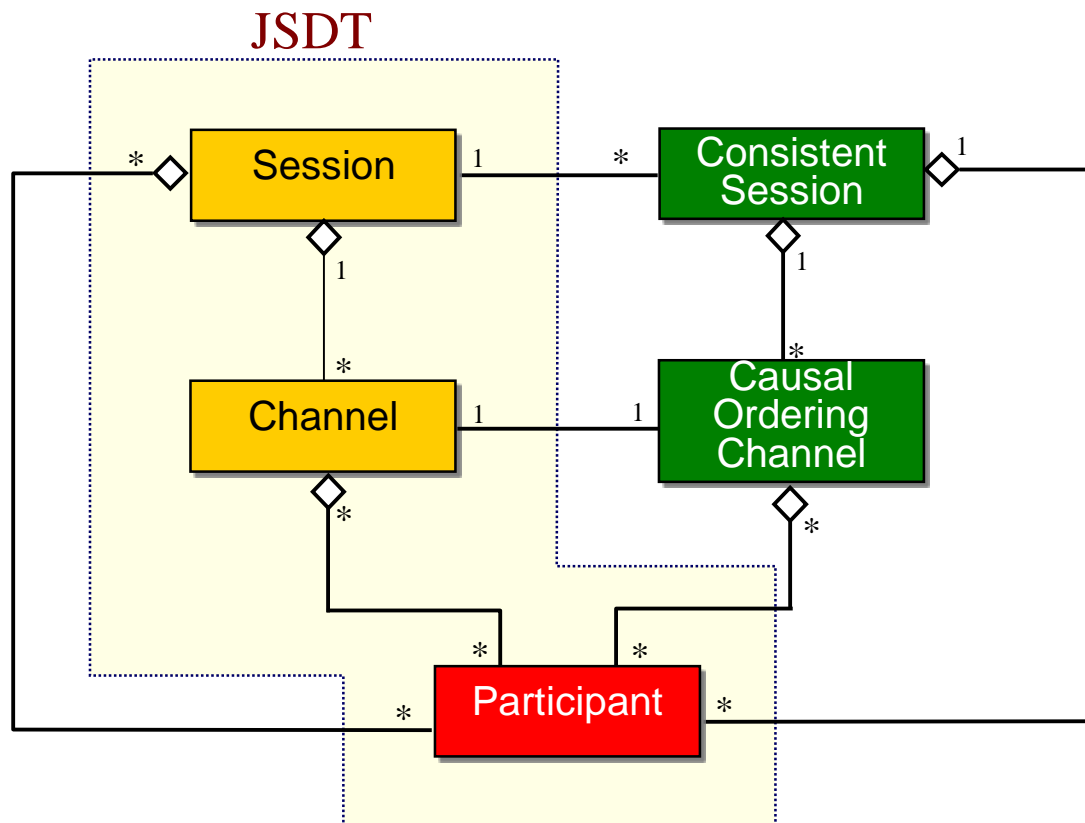 JSDT
* Session 1 * Consistent 1
Session
1 1
* *
Channel 1 1 Causal
Ordering
Channel
* *
* *
* Participant *